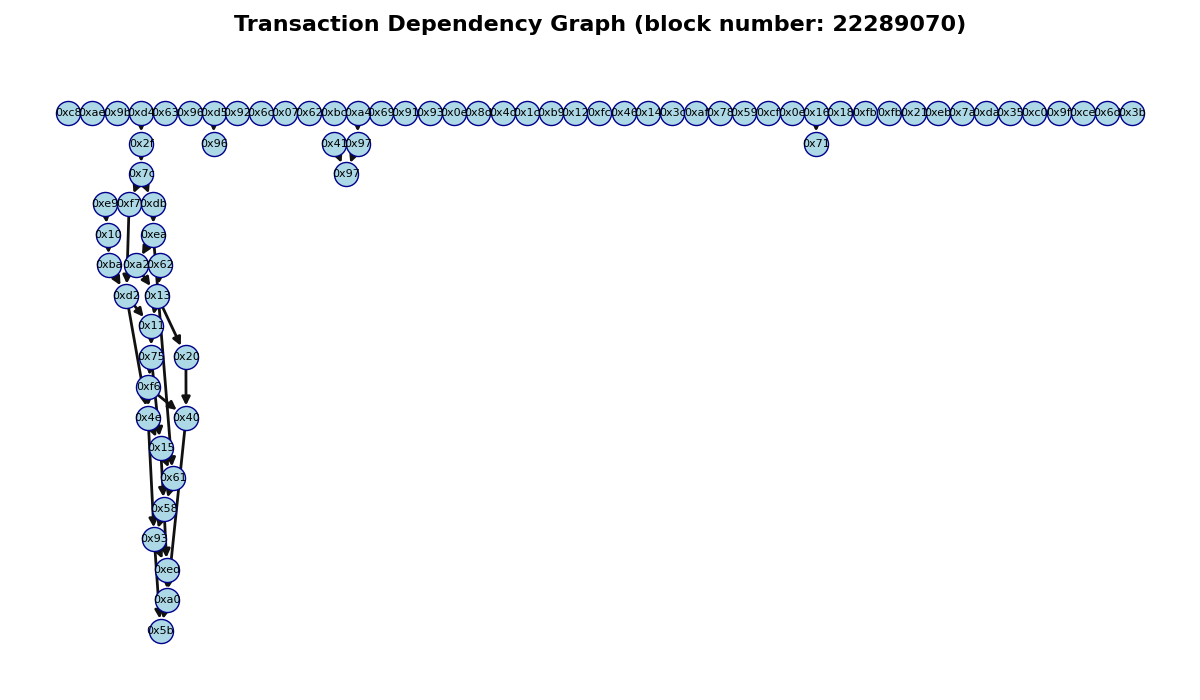 Transaction Dependency Graph (block number: 22289070)
0xc8 0xae 0x9b 0xd4 0x63 0x96 0xd5 0x92 0x6c 0x07 0x62 0xbc 0xa4 0x69 0x91 0x93 0x0e 0x8d 0x4c 0x1c 0xb9 0x12 0xfc 0x46 0x14 0x3c 0xaf 0x78 0x59 0xcf 0x0e 0x16 0x18 0xfb 0xfb 0x21 0xeb 0x7a 0xda 0x35 0xc0 0x9f 0xce 0x6c 0x3b
0x2f 0x96 0x41 0x97 0x71
0x7c 0x97
0xe9 0xf7 0xdb
0x10 0xea
0xba 0xa2 0x62
0xd2 0x13
0x11
0x75 0x20
0xf6
0x4e 0x40
0x15
0x61
0x58
0x93
0xed
0xa0
0x5b